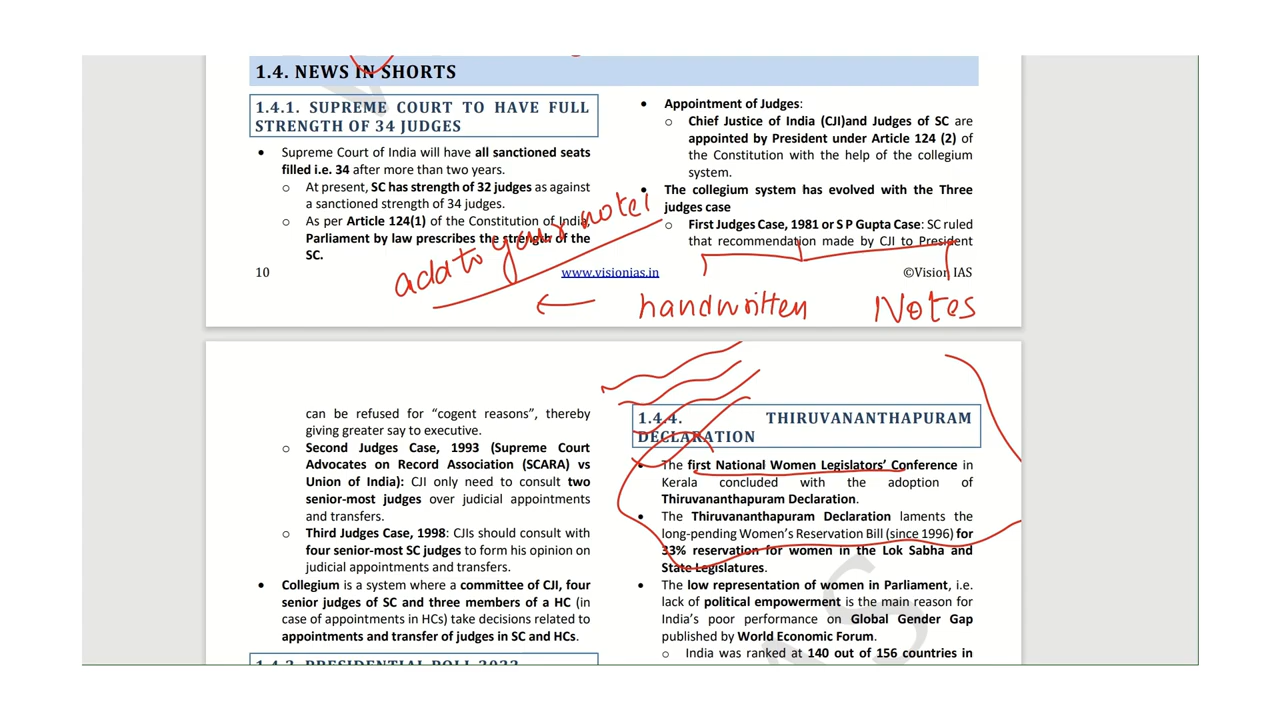 1.4. NEWS IN SHORTS
1.4.1. SUPREME COURT TO HAVE FULL
STRENGTH OF 34 JUDGES
• Supreme Court of India will have all sanctioned seats
filled i.e. 34 after more than two years.
o At present, SC has strength of 32 judges as against
a sanctioned strength of 34 judges.
o As per Article 124(1) of the Constitution of India
Parliament by law prescribes the strength of the
SC.
• Appointment of Judges:
o Chief Justice of India (CJI)and Judges of SC are
appointed by President under Article 124 (2) of
the Constitution with the help of the collegium
system.
• The collegium system has evolved with the Three
judges case
o First Judges Case, 1981 or S P Gupta Case: SC ruled
that recommendation made by CJI to President
add to your notes
10
www.visionias.in
©Vision IAS
handwritten Notes
can be refused for “cogent reasons”, thereby
giving greater say to executive.
o Second Judges Case, 1993 (Supreme Court
Advocates on Record Association (SCARA) vs
Union of India): CJI only need to consult two
senior-most judges over judicial appointments
and transfers.
o Third Judges Case, 1998: CJIs should consult with
four senior-most SC judges to form his opinion on
judicial appointments and transfers.
• Collegium is a system where a committee of CJI, four
senior judges of SC and three members of a HC (in
case of appointments in HCs) take decisions related to
appointments and transfer of judges in SC and HCs.
1.4.4. THIRUVANANTHAPURAM
DECLARATION
• The first National Women Legislators’ Conference in
Kerala concluded with the adoption of
Thiruvananthapuram Declaration.
• The Thiruvananthapuram Declaration laments the
long-pending Women’s Reservation Bill (since 1996) for
33% reservation for women in the Lok Sabha and
State Legislatures.
• The low representation of women in Parliament, i.e.
lack of political empowerment is the main reason for
India’s poor performance on Global Gender Gap
published by World Economic Forum.
o India was ranked at 140 out of 156 countries in